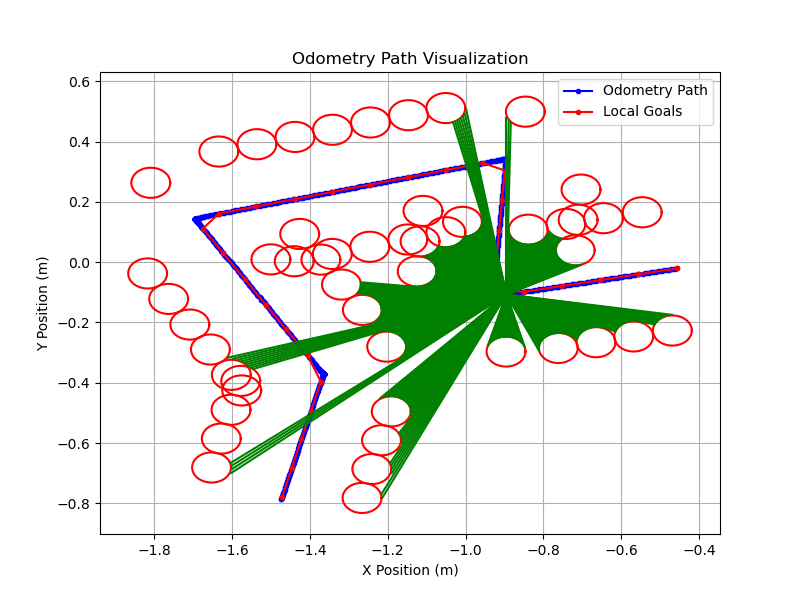 Odometry Path Visualization
Odometry Path
Local Goals
Y Position (m)
0.6
0.4
0.2
0.0
−0.2
−0.4
−0.6
−0.8
−1.8 −1.6 −1.4 −1.2 −1.0 −0.8 −0.6 −0.4
X Position (m)